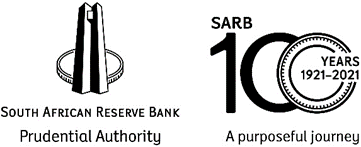 SOUTH AFRICAN RESERVE BANK
Prudential Authority
SARB
100
YEARS
1921-2021
A purposeful journey